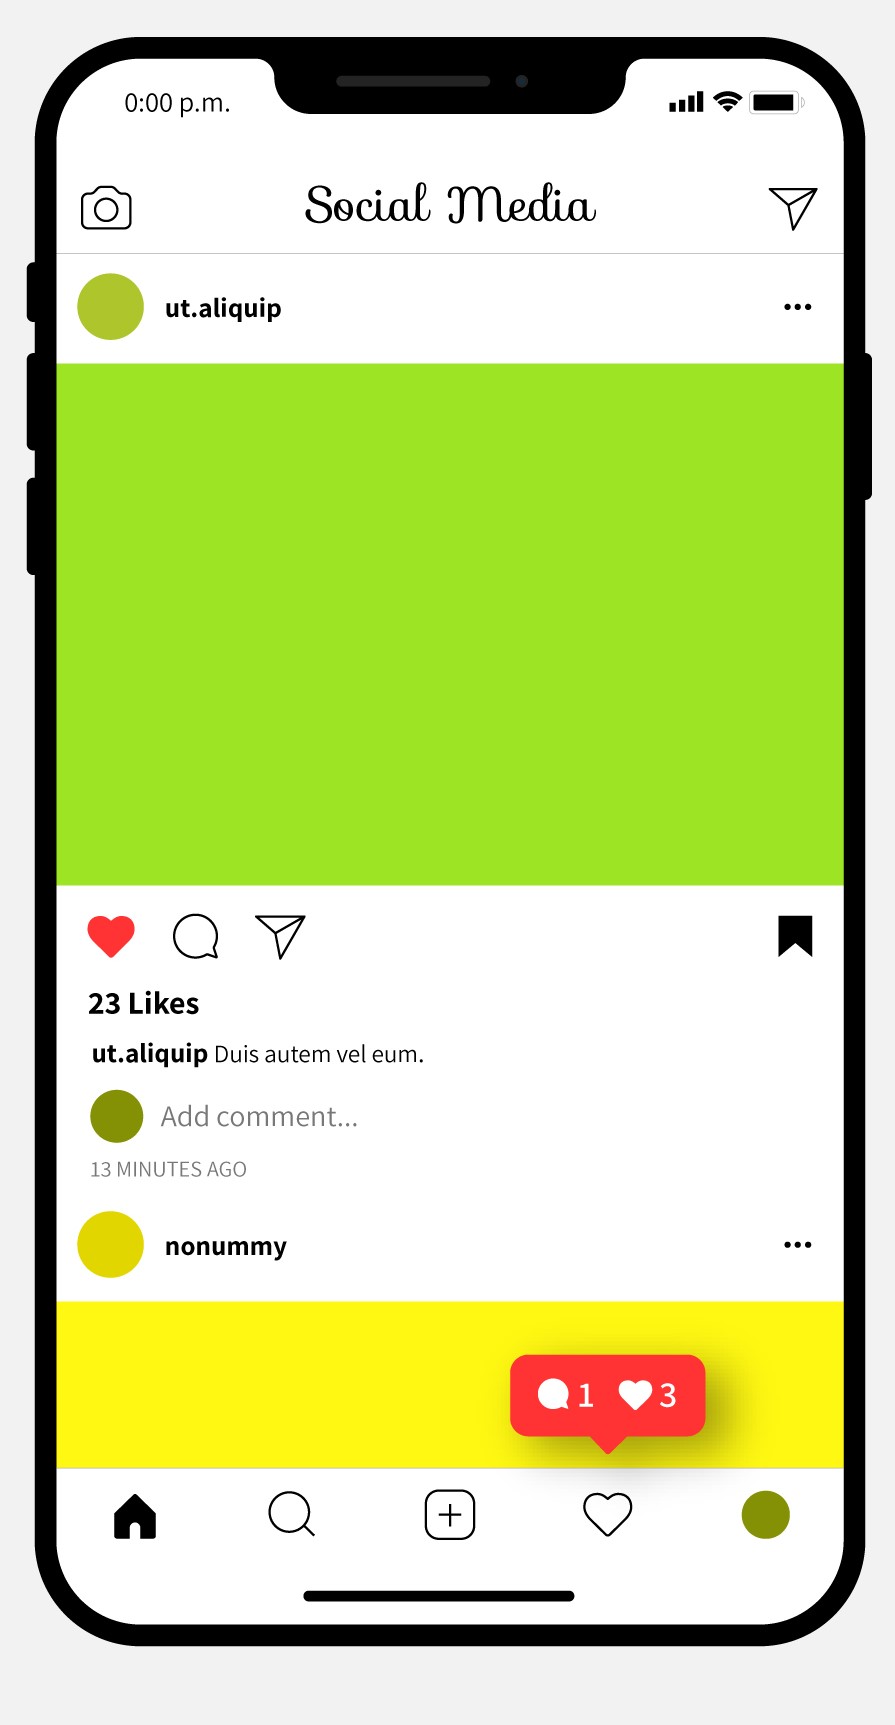 0:00 p.m.
Social Media
ut.aliquip
23 Likes
ut.aliquip Duis autem vel eum.
Add comment...
13 MINUTES AGO
nonummy
1 3